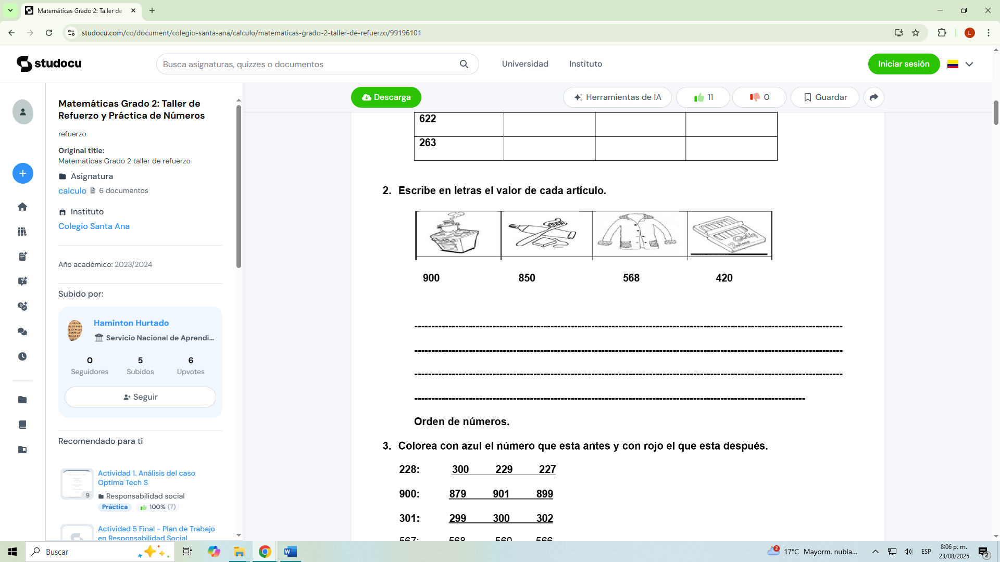 Matemáticas Grado 2: Taller de
studocu.com/co/document/colegio-santa-ana/calculo/matematicas-grado-2-taller-de-refuerzo/99196101
L
studocu
Busca asignaturas, quizzes o documentos
Universidad
Instituto
Iniciar sesión
Matemáticas Grado 2: Taller de
Refuerzo y Práctica de Números
refuerzo
Original title:
Matematicas Grado 2 taller de refuerzo
Asignatura
calculo 6 documentos
Instituto
Colegio Santa Ana
Año académico: 2023/2024
Subido por:
Haminton Hurtado
Servicio Nacional de Aprendi...
0 5 6
Seguidores Subidos Upvotes
Seguir
Recomendado para ti
Actividad 1. Análisis del caso
Optima Tech S
9
Responsabilidad social
Práctica 100% (7)
Actividad 5 Final - Plan de Trabajo
en Responsabilidad Social
Descarga
Herramientas de IA
11
0
Guardar
622
263
2. Escribe en letras el valor de cada artículo.
900 850 568 420
Orden de números.
3. Colorea con azul el número que esta antes y con rojo el que esta después.
228: 300 229 227
900: 879 901 899
301: 299 300 302
567: 568 560 566
Buscar
2
17°C Mayorm. nubla...
ESP
8:06 p. m.
23/08/2025
2